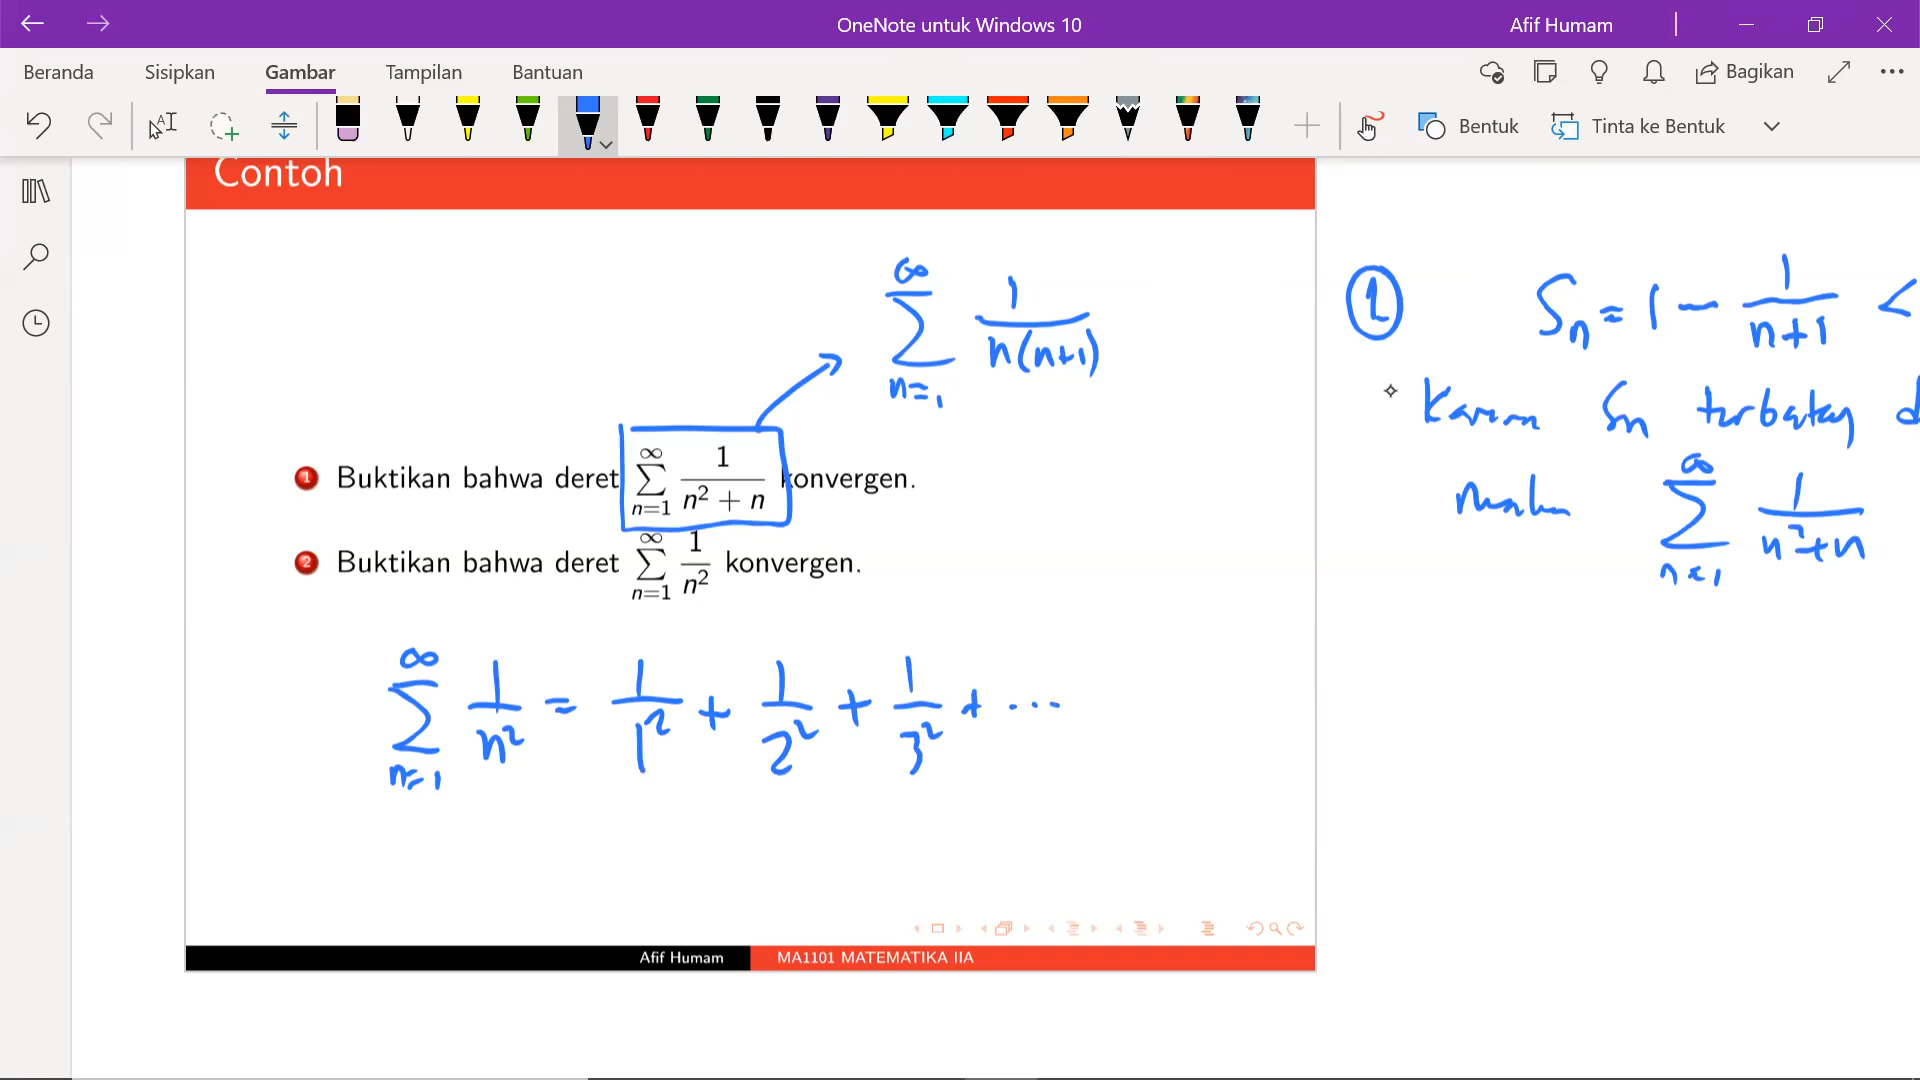 OneNote untuk Windows 10
Afif Humam
Beranda Sisipkan Gambar Tampilan Bantuan
Bagikan
Bentuk Tinta ke Bentuk
Contoh
∞ ∑ n=1 1/n(n+1)
1 Buktikan bahwa deret ∞ ∑ n=1 1/n² + n konvergen.
2 Buktikan bahwa deret ∞ ∑ n=1 1/n² konvergen.
∞ ∑ n=1 1/n² = 1/1² + 1/2² + 1/3² + ...
Afif Humam MA1101 MATEMATIKA IIA
Sn = 1 - 1/n+1 <
Karena Sn terbatas d
maka ∞ ∑ n=1 1/n²+n